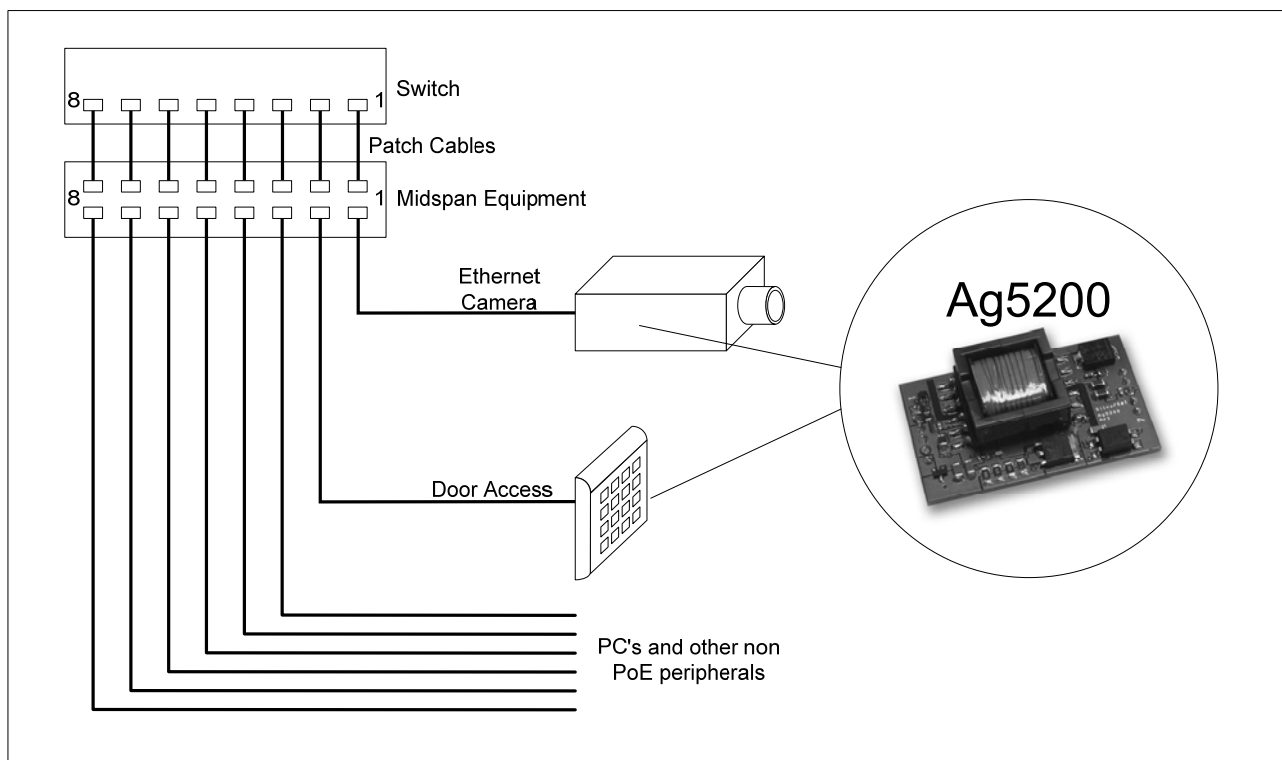 8
1
Switch
Patch Cables
8
1
Midspan Equipment
Ethernet
Camera
Ag5200
Door Access
PC's and other non
PoE peripherals